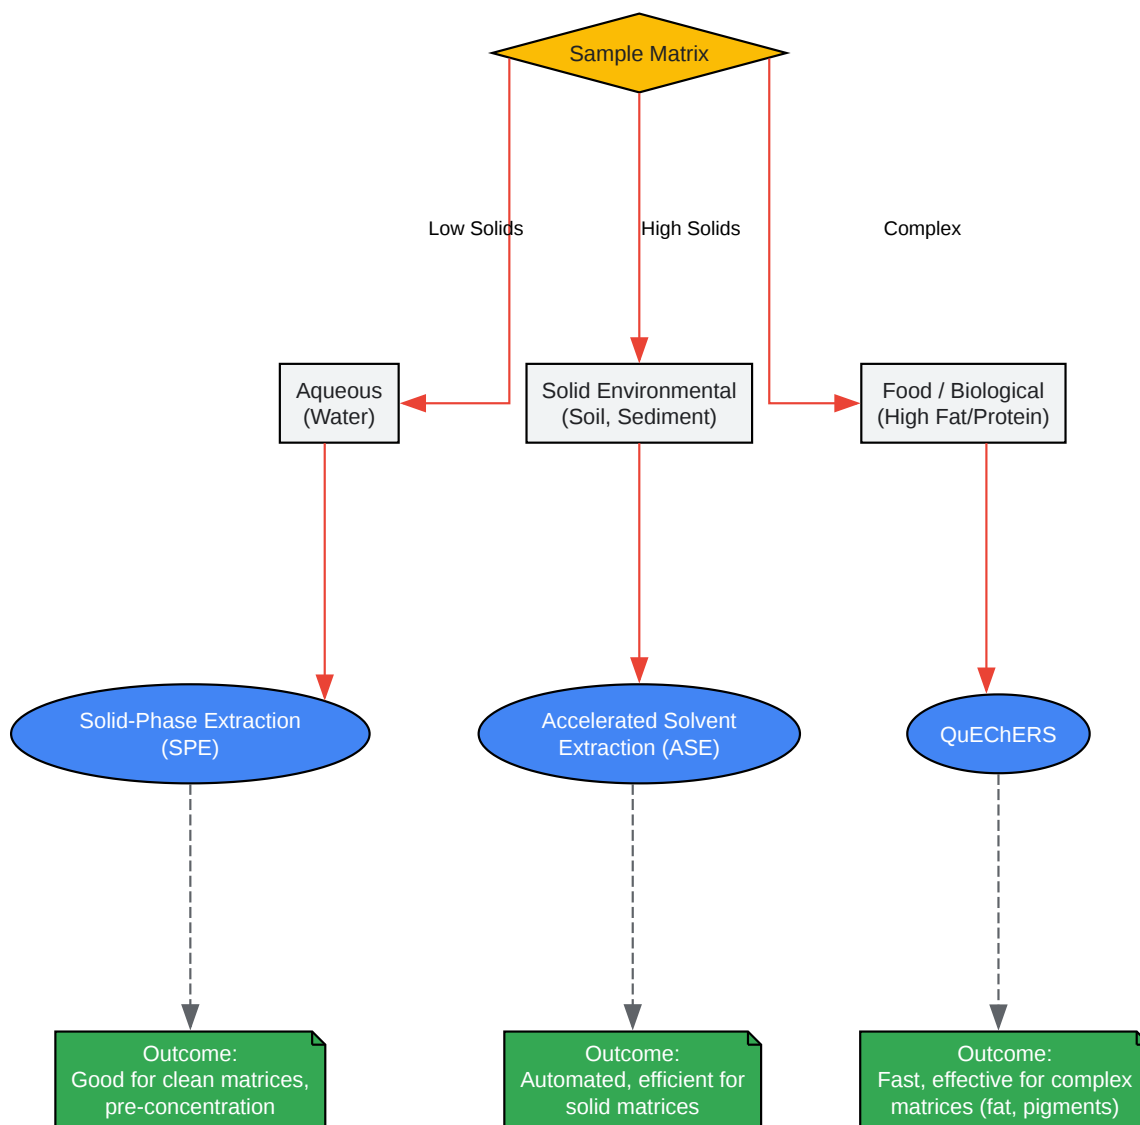 Sample Matrix
Low Solids
High Solids
Complex
Aqueous
(Water)
Solid Environmental
(Soil, Sediment)
Food / Biological
(High Fat/Protein)
Solid-Phase Extraction
(SPE)
Accelerated Solvent
Extraction (ASE)
QuEChERS
Outcome:
Good for clean matrices,
pre-concentration
Outcome:
Automated, efficient for
solid matrices
Outcome:
Fast, effective for complex
matrices (fat, pigments)